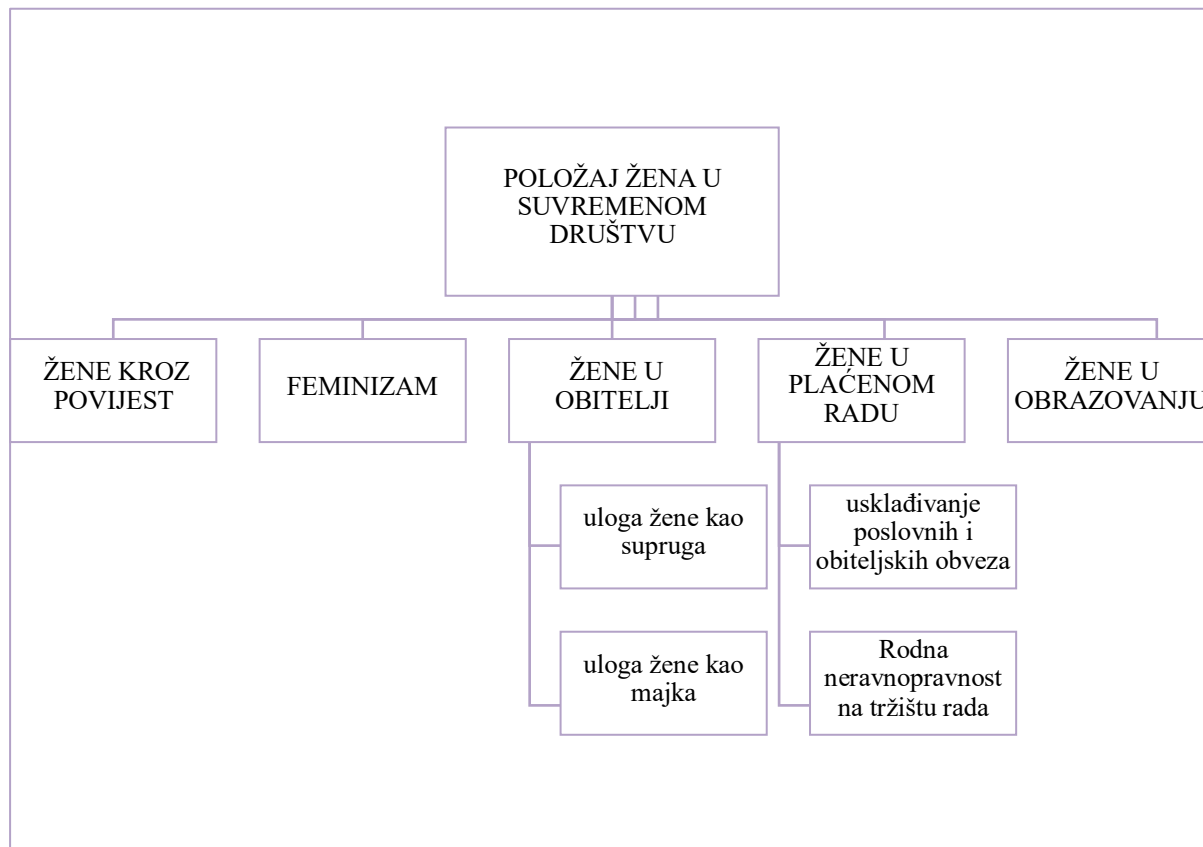 POLOŽAJ ŽENA U
SUVREMENOM
DRUŠTVU
ŽENE KROZ
POVIJEST
FEMINIZAM
ŽENE U
OBITELJI
ŽENE U
PLAĆENOM
RADU
ŽENE U
OBRAZOVANJU
uloga žene kao
supruga
uloga žene kao
majka
usklađivanje
poslovnih i
obiteljskih obveza
Rodna
neravnopravnost
na tržištu rada